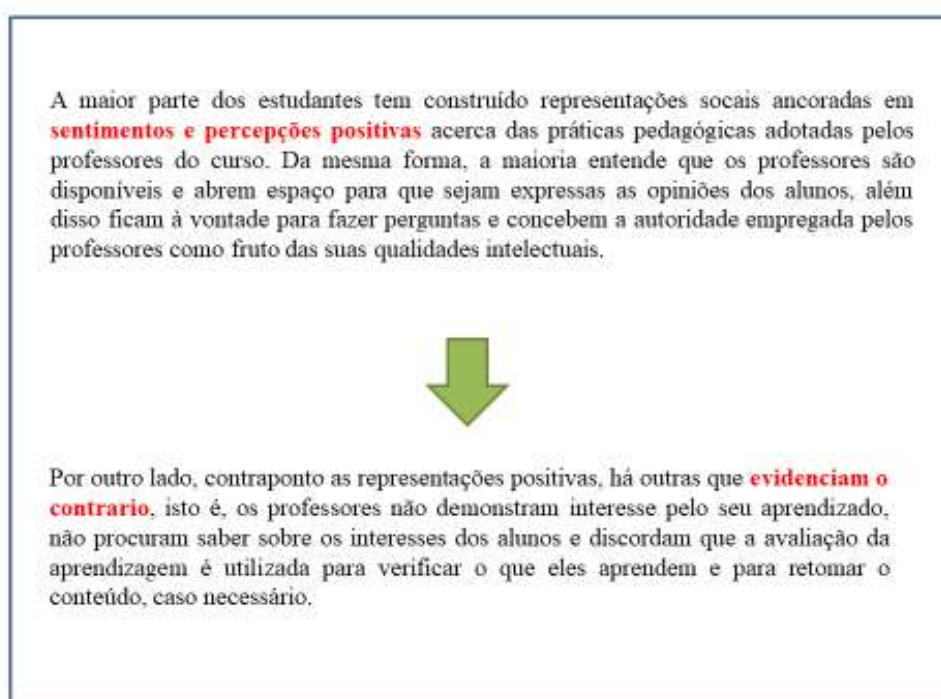 A maior parte dos estudantes tem construído representações socais ancoradas em
sentimentos e percepções positivas acerca das práticas pedagógicas adotadas pelos
professores do curso. Da mesma forma, a maioria entende que os professores são
disponíveis e abrem espaço para que sejam expressas as opiniões dos alunos, além
disso ficam à vontade para fazer perguntas e concebem a autoridade empregada pelos
professores como fruto das suas qualidades intelectuais.
Por outro lado, contraponto as representações positivas, há outras que evidenciam o
contrario, isto é, os professores não demonstram interesse pelo seu aprendizado,
não procuram saber sobre os interesses dos alunos e discordam que a avaliação da
aprendizagem é utilizada para verificar o que eles aprendem e para retomar o
conteúdo, caso necessário.